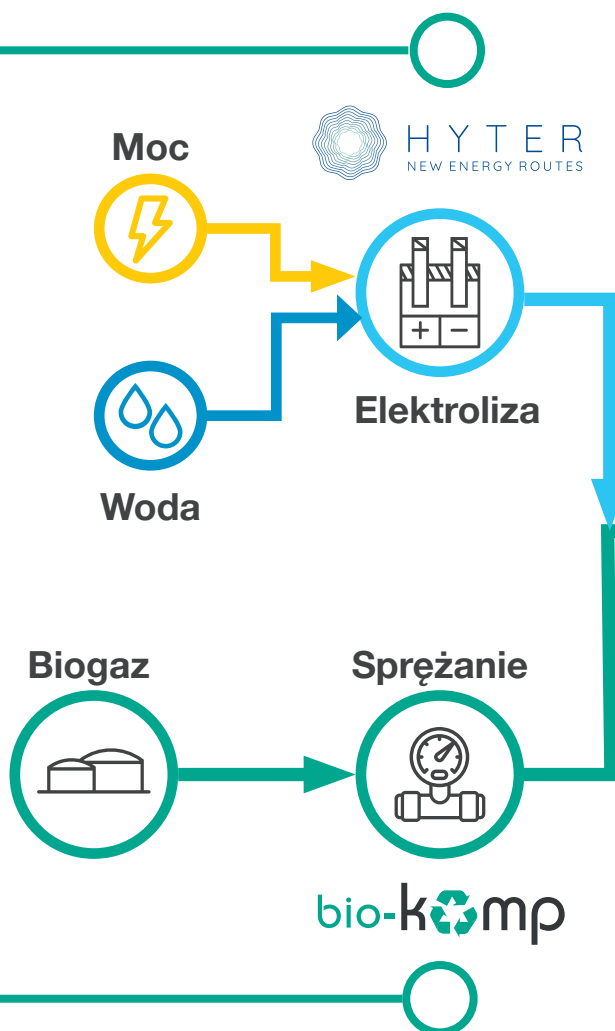 HYTER
NEW ENERGY ROUTES
Moc
Elektroliza
Woda
Biogaz
Sprężanie
bio-komp